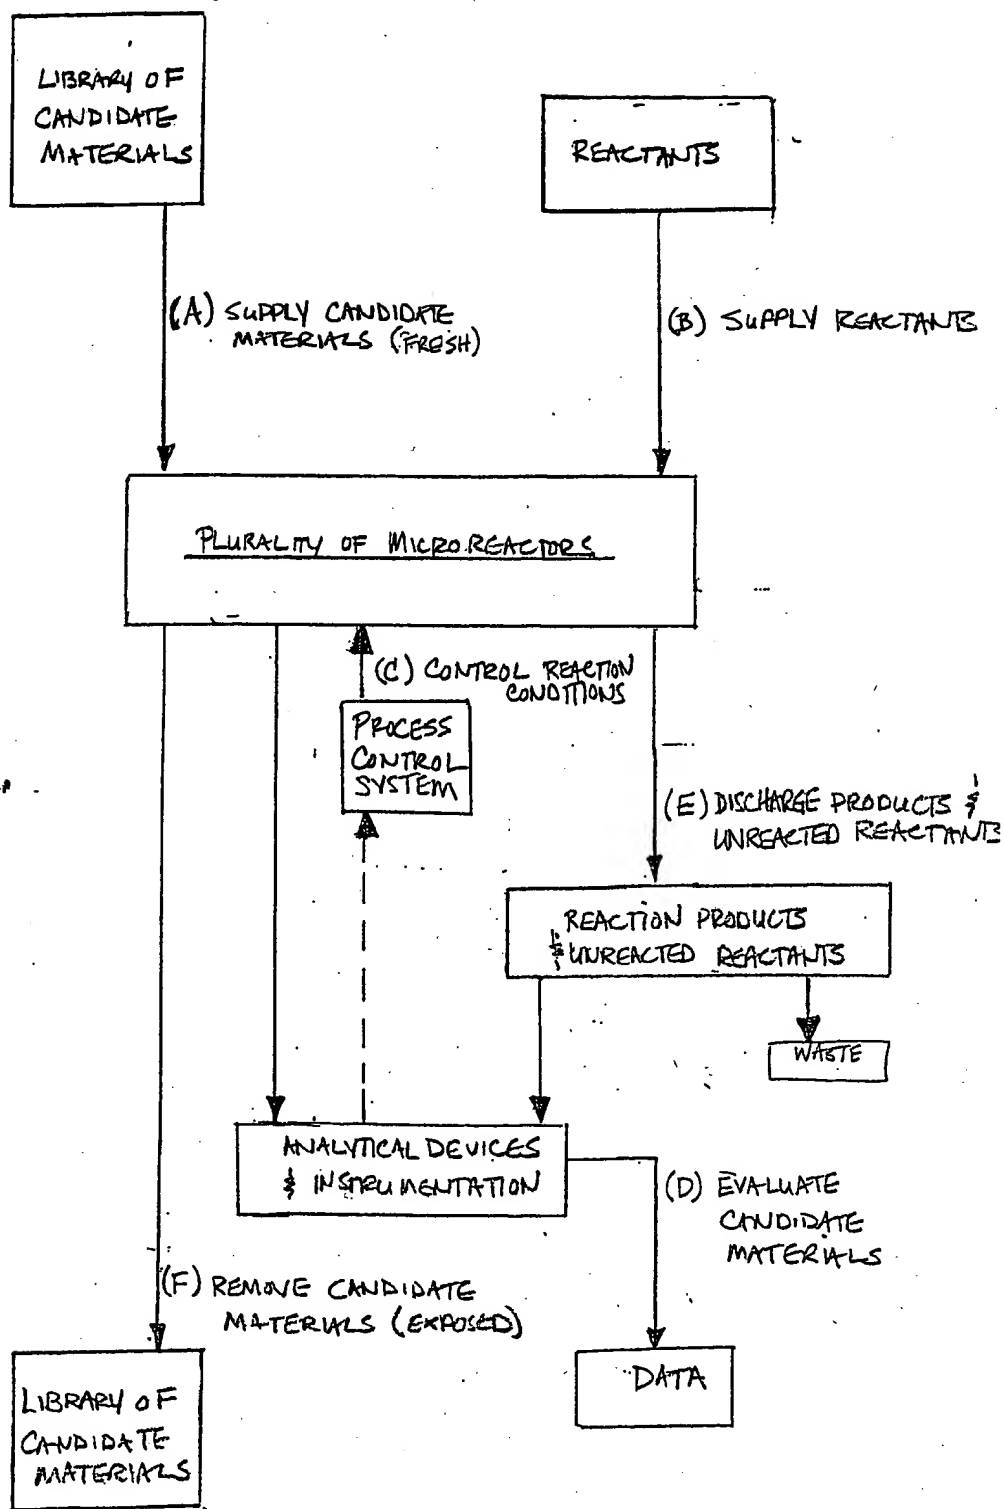 LIBRARY OF
CANDIDATE
MATERIALS
REACTANTS
(A) SUPPLY CANDIDATE
MATERIALS (FRESH)
(B) SUPPLY REACTANTS
PLURALITY OF MICROREACTORS
(C) CONTROL REACTION
CONDITIONS
PROCESS
CONTROL
SYSTEM
(E) DISCHARGE PRODUCTS &
UNREACTED REACTANTS
REACTION PRODUCTS
& UNREACTED REACTANTS
WASTE
ANALYTICAL DEVICES
& INSTRUMENTATION
(D) EVALUATE
CANDIDATE
MATERIALS
(F) REMOVE CANDIDATE
MATERIALS (EXPOSED)
DATA
LIBRARY OF
CANDIDATE
MATERIALS